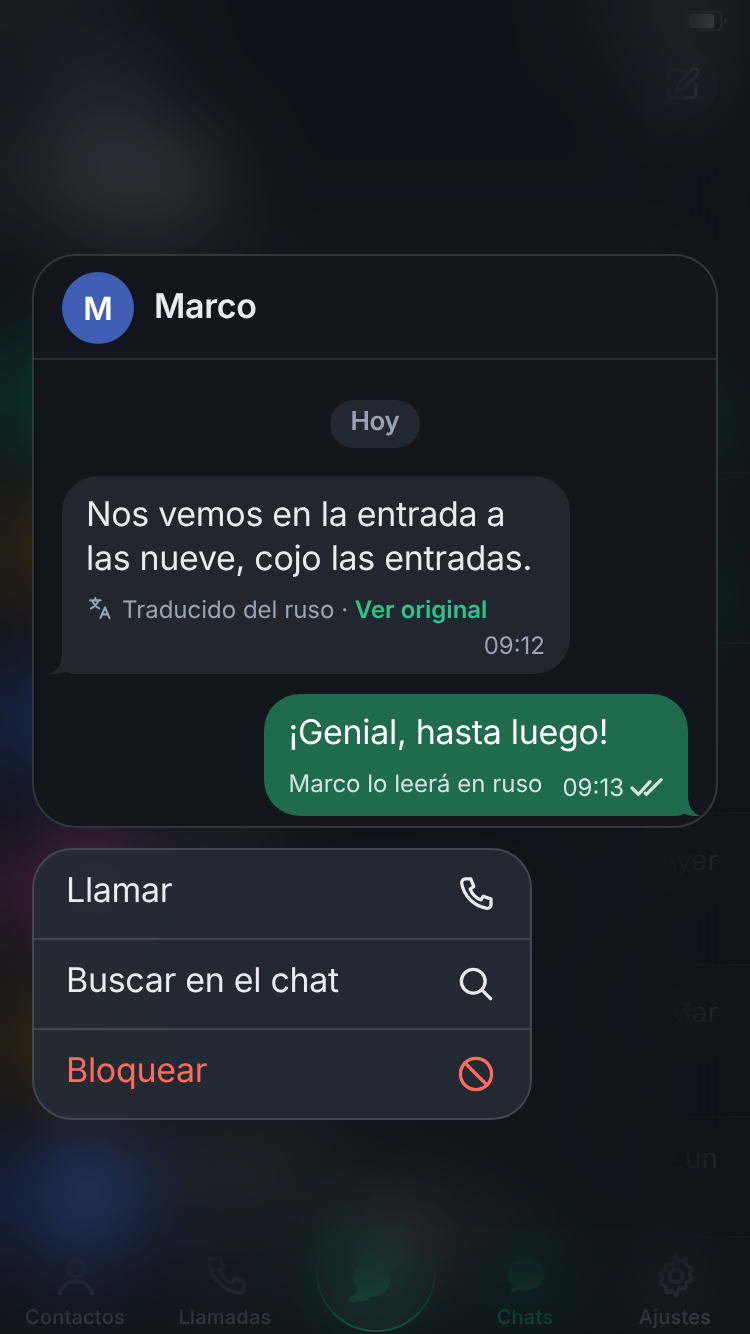 M
Marco
Hoy
Nos vemos en la entrada a
las nueve, cojo las entradas.
Traducido del ruso · Ver original
09:12
¡Genial, hasta luego!
Marco lo leerá en ruso 09:13
Llamar
Buscar en el chat
Bloquear
Mar
Lun
Contactos
Llamadas
Chats
Ajustes